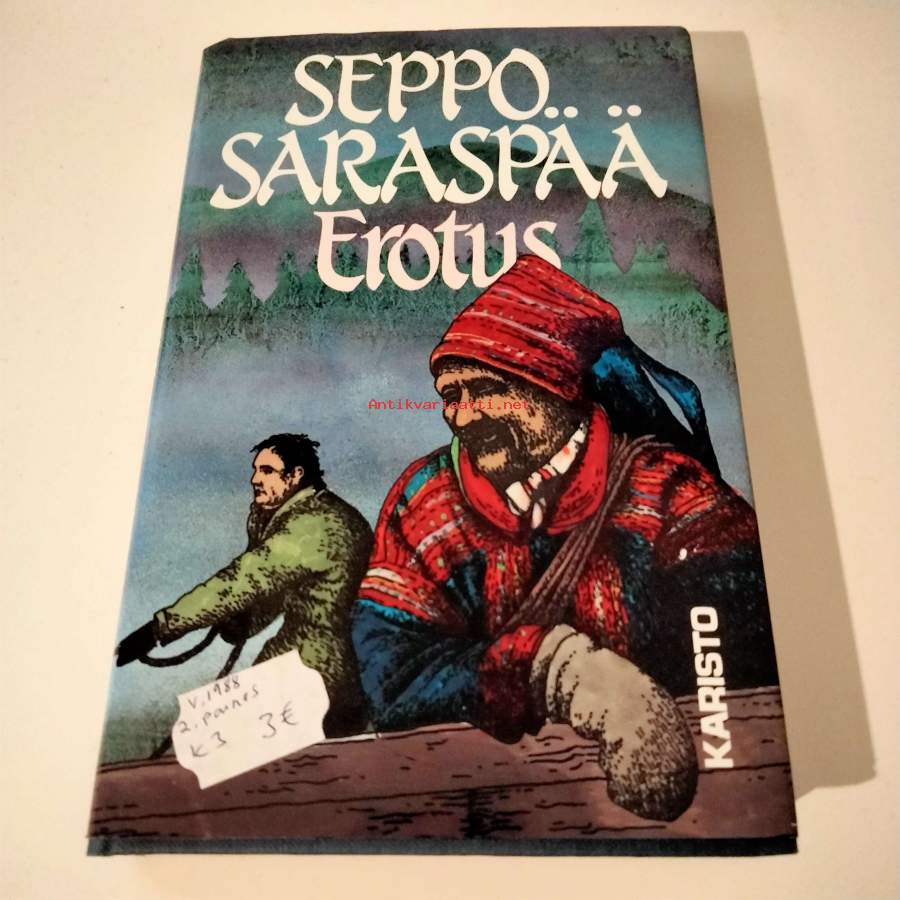 SEPPO
SARASPÄÄ
Erotus
Antikvariaatti.net
KARISTO
v. 1988
2. painos
K3 3€